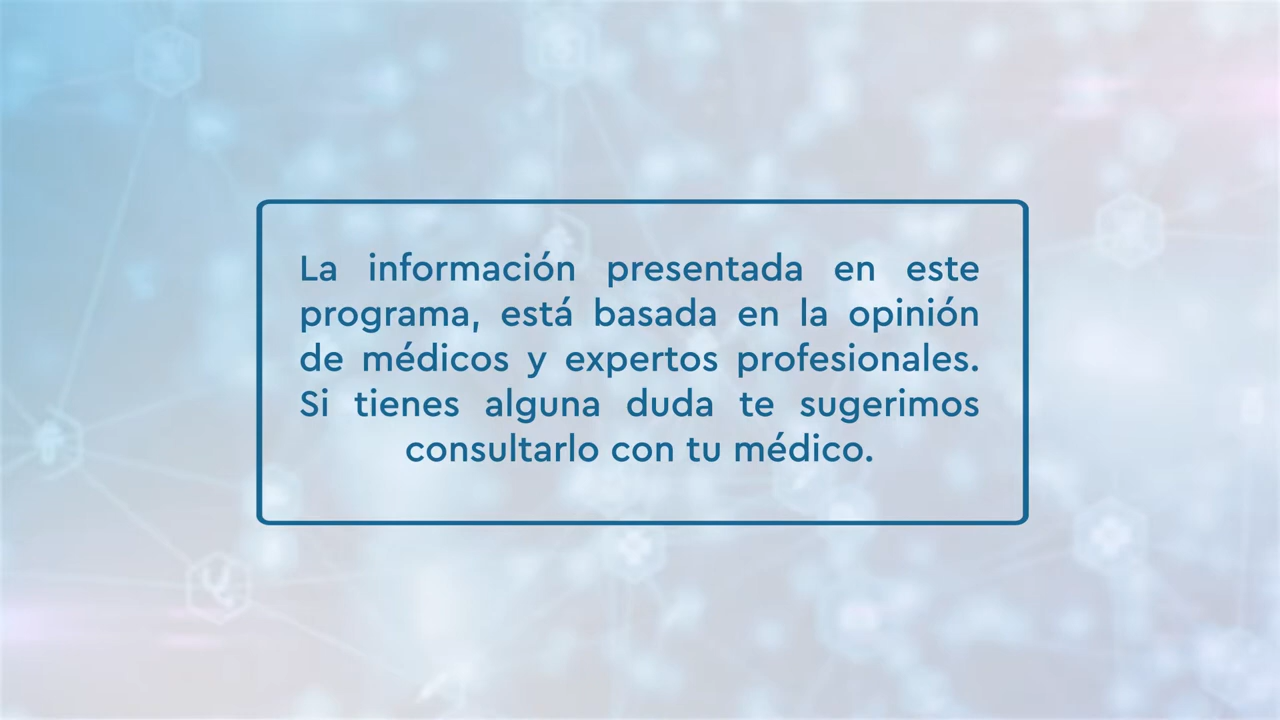 La información presentada en este
programa, está basada en la opinión
de médicos y expertos profesionales.
Si tienes alguna duda te sugerimos
consultarlo con tu médico.